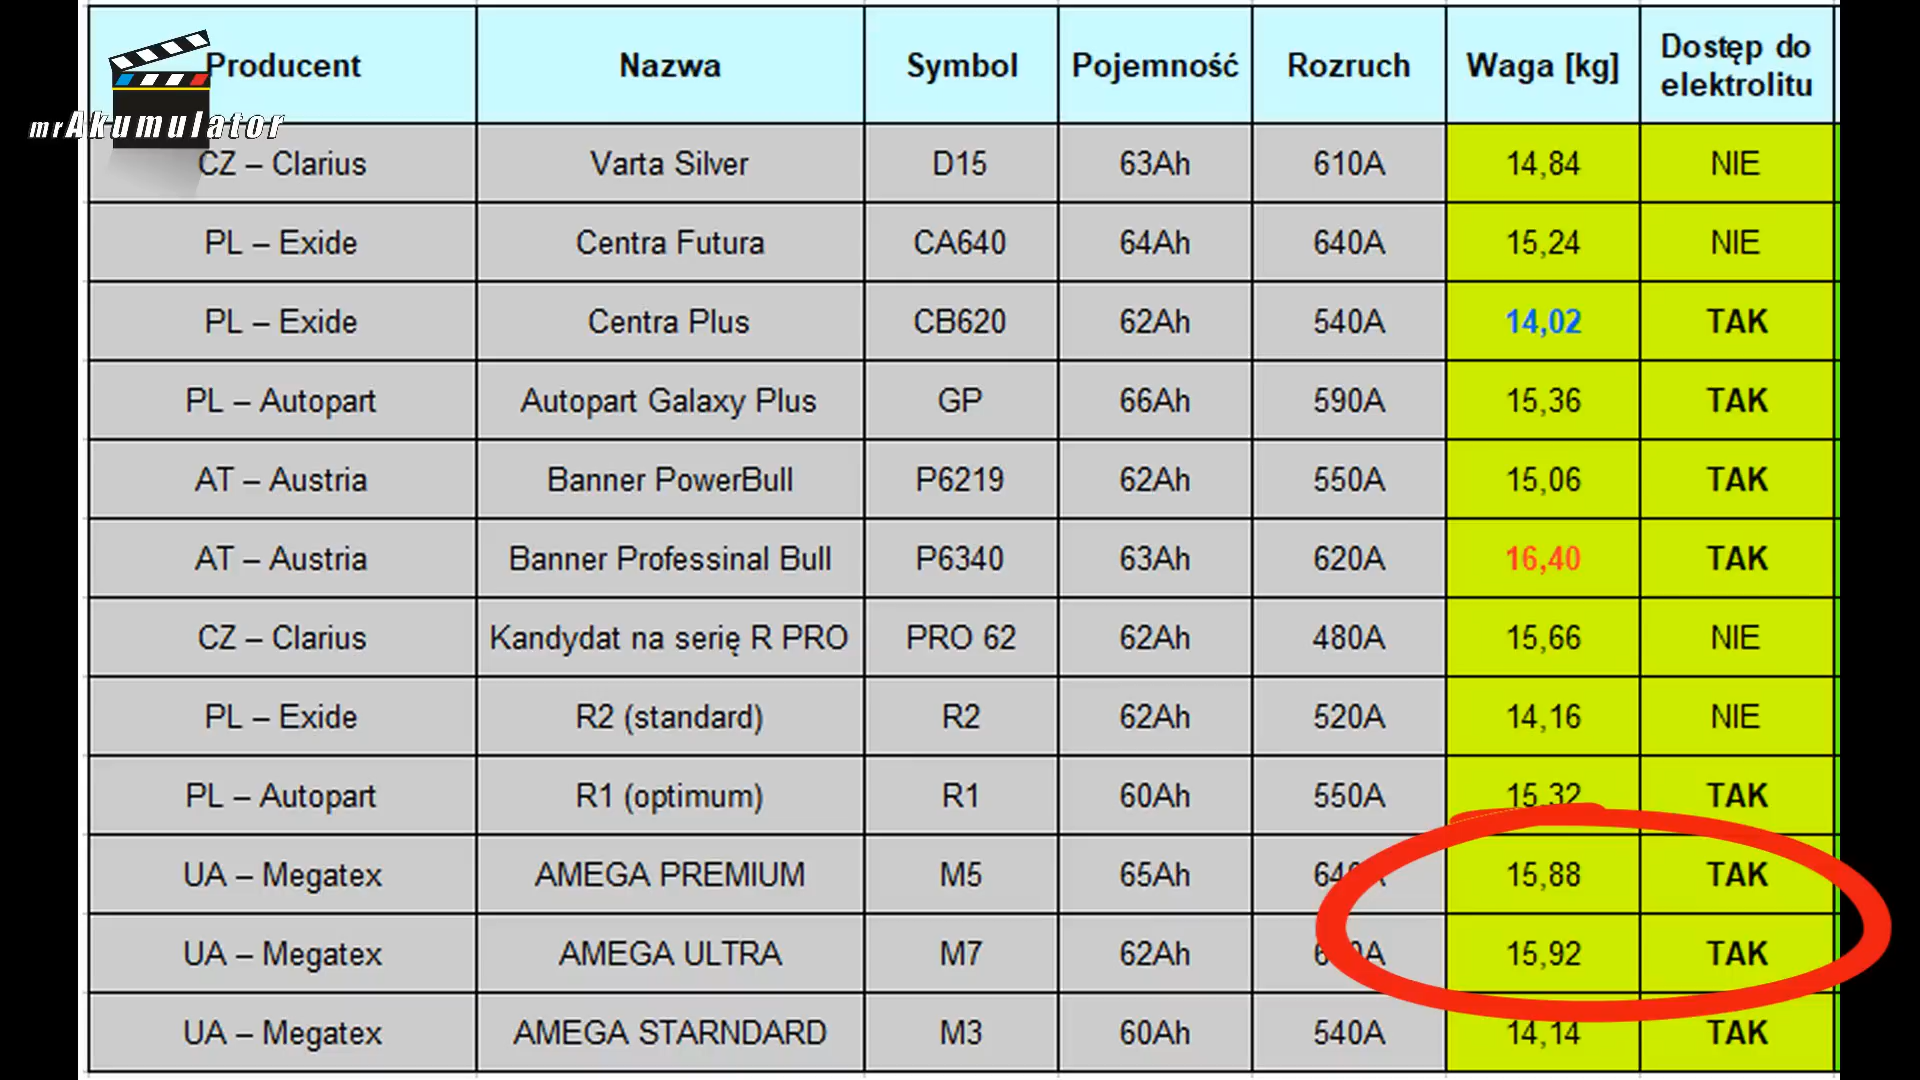 Producent Nazwa Symbol Pojemność Rozruch Waga [kg] Dostęp do elektrolitu
mrAkumulator
CZ – Clarius Varta Silver D15 63Ah 610A 14,84 NIE
PL – Exide Centra Futura CA640 64Ah 640A 15,24 NIE
PL – Exide Centra Plus CB620 62Ah 540A 14,02 TAK
PL – Autopart Autopart Galaxy Plus GP 66Ah 590A 15,36 TAK
AT – Austria Banner PowerBull P6219 62Ah 550A 15,06 TAK
AT – Austria Banner Professinal Bull P6340 63Ah 620A 16,40 TAK
CZ – Clarius Kandydat na serię R PRO PRO 62 62Ah 480A 15,66 NIE
PL – Exide R2 (standard) R2 62Ah 520A 14,16 NIE
PL – Autopart R1 (optimum) R1 60Ah 550A 15,32 TAK
UA – Megatex AMEGA PREMIUM M5 65Ah 640A 15,88 TAK
UA – Megatex AMEGA ULTRA M7 62Ah 15,92 TAK
UA – Megatex AMEGA STARNDARD M3 60Ah 540A 14,14 TAK